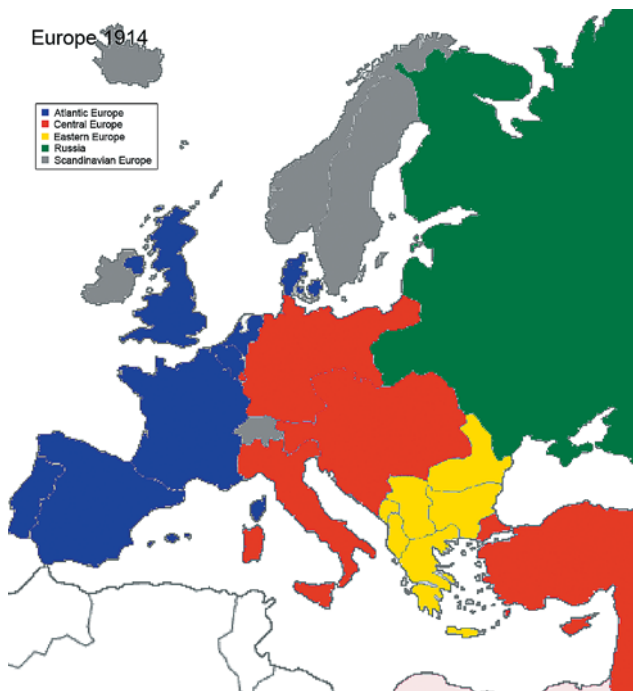 Europe 1914
Atlantic Europe
Central Europe
Eastern Europe
Russia
Scandinavian Europe